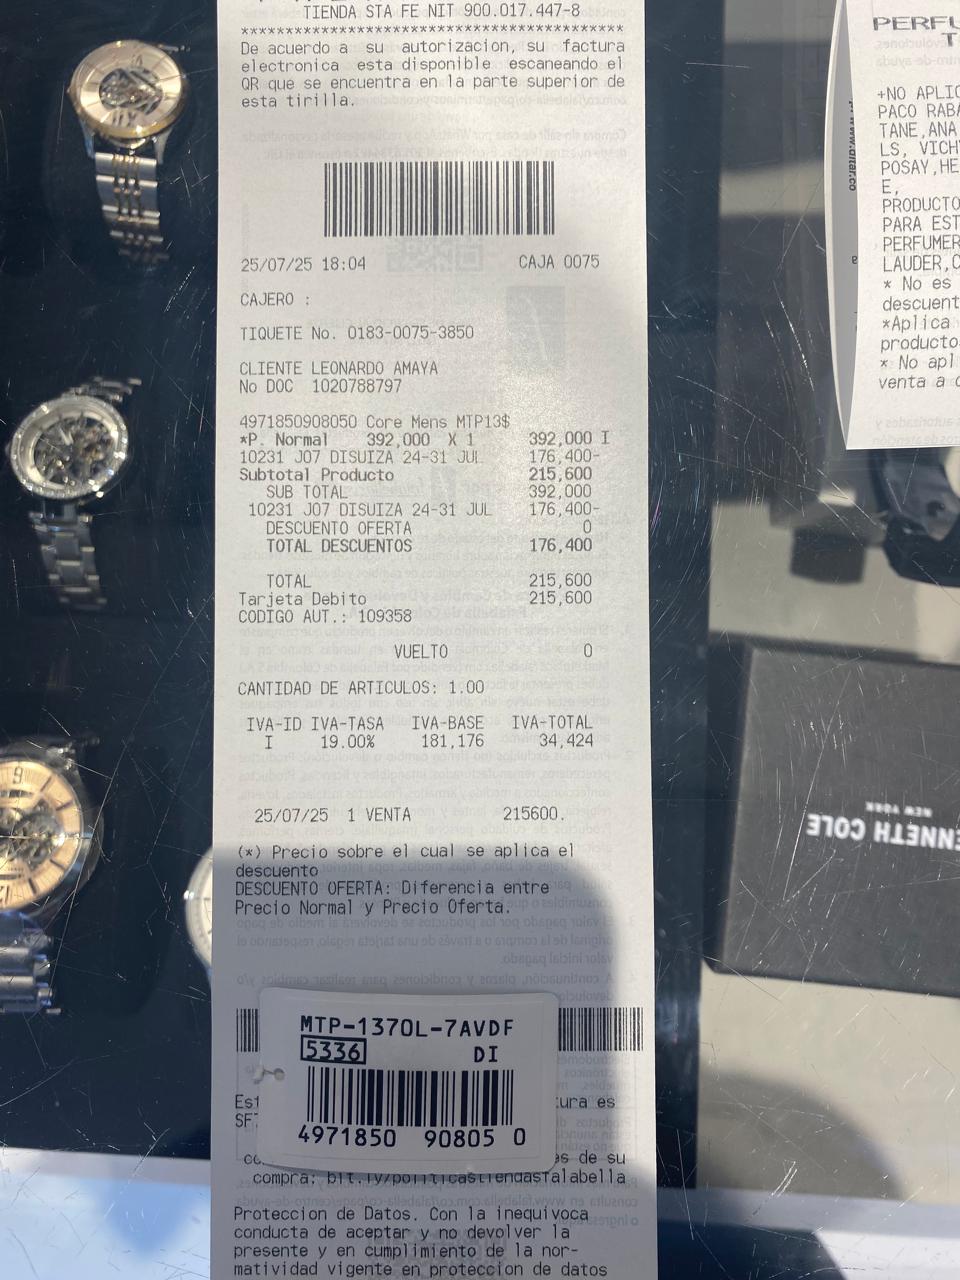 TIENDA STA FE NIT 900.017.447-8
******************************************
De acuerdo a su autorizacion, su factura
electronica esta disponible escaneando el
QR que se encuentra en la parte superior de
esta tirilla.
25/07/25 18:04 CAJA 0075
CAJERO :
TIQUETE No. 0183-0075-3850
CLIENTE LEONARDO AMAYA
No DOC 1020788797
4971850908050 Core Mens MTP13$
*P. Normal 392,000 X 1 392,000 I
10231 J07 DISUIZA 24-31 JUL 176,400-
Subtotal Producto 215,600
SUB TOTAL 392,000
10231 J07 DISUIZA 24-31 JUL 176,400-
DESCUENTO OFERTA 0
TOTAL DESCUENTOS 176,400
TOTAL 215,600
Tarjeta Debito 215,600
CODIGO AUT.: 109358
VUELTO 0
CANTIDAD DE ARTICULOS: 1.00
IVA-ID IVA-TASA IVA-BASE IVA-TOTAL
I 19.00% 181,176 34,424
25/07/25 1 VENTA 215600.
(*) Precio sobre el cual se aplica el
descuento
DESCUENTO OFERTA: Diferencia entre
Precio Normal y Precio Oferta.
MTP-1370L-7AVDF
5336 DI
4971850 90805 0
es de su
compra: bit.ly/politicastiendasfalabella
Proteccion de Datos. Con la inequivoca
conducta de aceptar y no devolver la
presente y en cumplimiento de la nor-
matividad vigente en proteccion de datos
+NO APLIC
PACO RABA
TANE,ANA
LS, VICHY
POSAY,HE
E,
PRODUCTO
PARA EST
PERFUMER
LAUDER,C
* No es
descuent
*Aplica
producto
* No apl
venta a
KENNETH COLE
NEW YORK